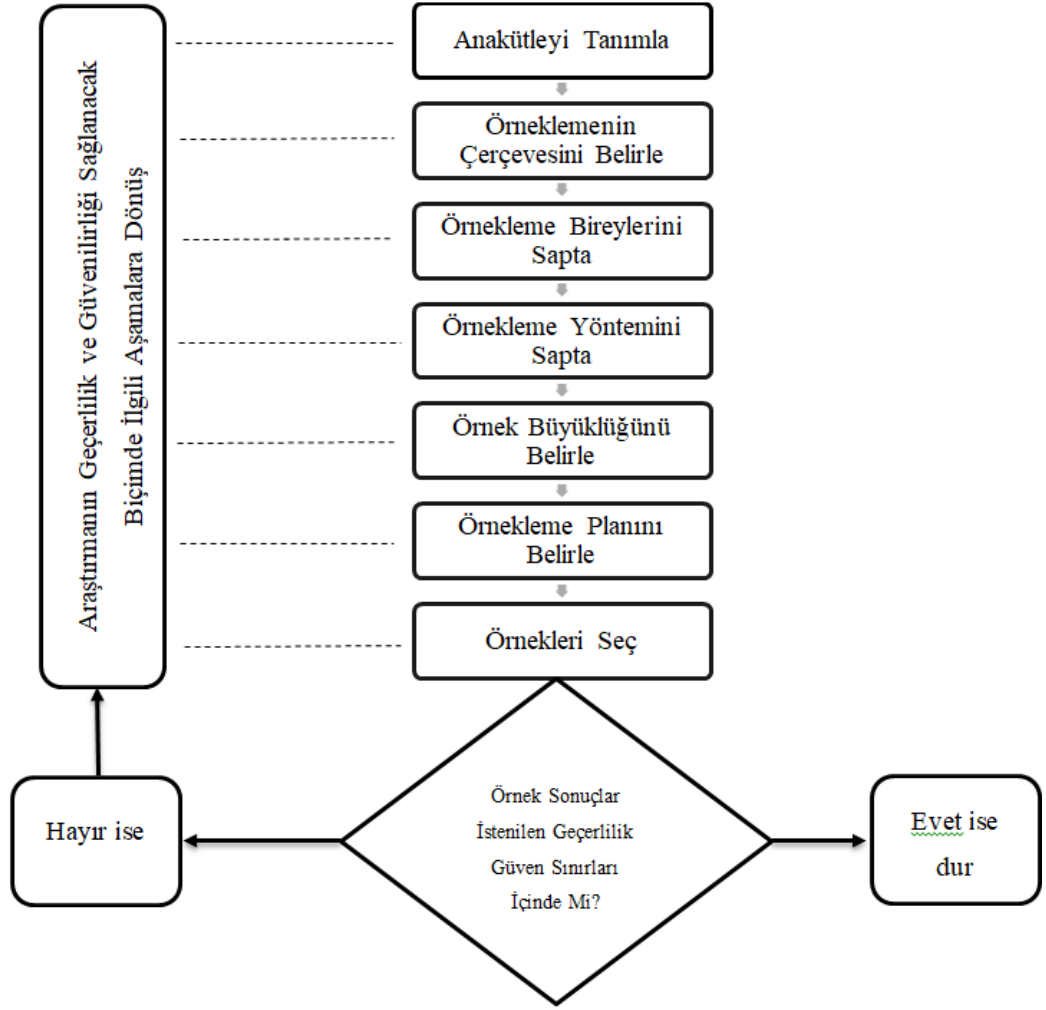 Araştırmanın Geçerlilik ve Güvenilirliği Sağlanacak
Biçimde İlgili Aşamalara Dönüş
Anakütleyi Tanımla
Örneklemenin
Çerçevesini Belirle
Örnekleme Bireylerini
Sapta
Örnekleme Yöntemini
Sapta
Örnek Büyüklüğünü
Belirle
Örnekleme Planını
Belirle
Örnekleri Seç
Örnek Sonuçlar
İstenilen Geçerlilik
Güven Sınırları
İçinde Mi?
Hayır ise
Evet ise
dur